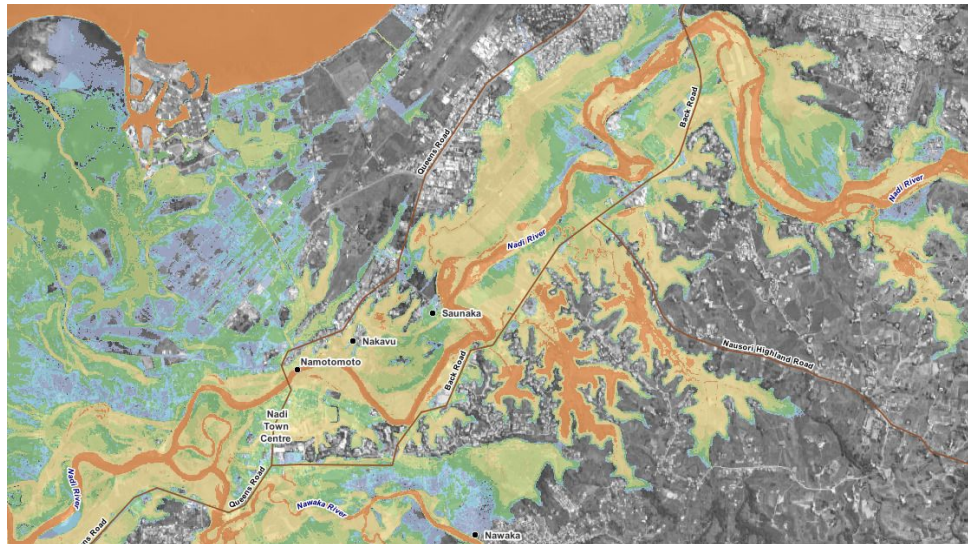 Back Road
Queens Road
Nadi River
Nadi River
Saunaka
Nakavu
Namotomoto
Nausori Highland Road
Back Road
Nadi
Town
Centre
Queens Road
Nadi River
Nawaka River
Nawaka
ns Road